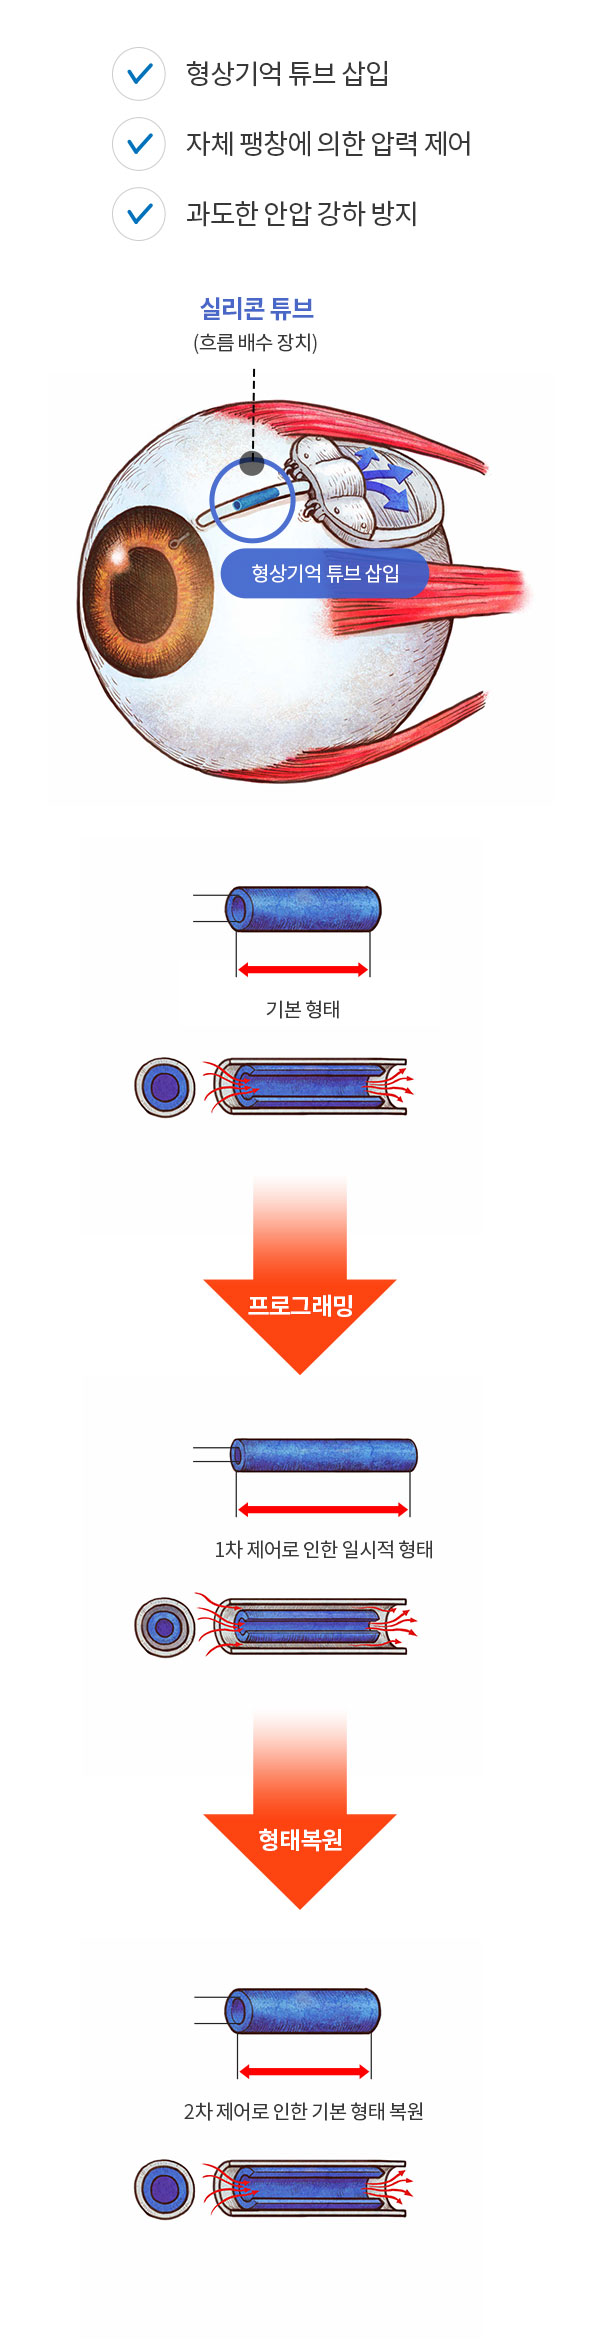 형상기억 튜브 삽입
자체 팽창에 의한 압력 제어
과도한 안압 강하 방지
실리콘 튜브
(흐름 배수 장치)
형상기억 튜브 삽입
기본 형태
프로그래밍
1차 제어로 인한 일시적 형태
형태복원
2차 제어로 인한 기본 형태 복원